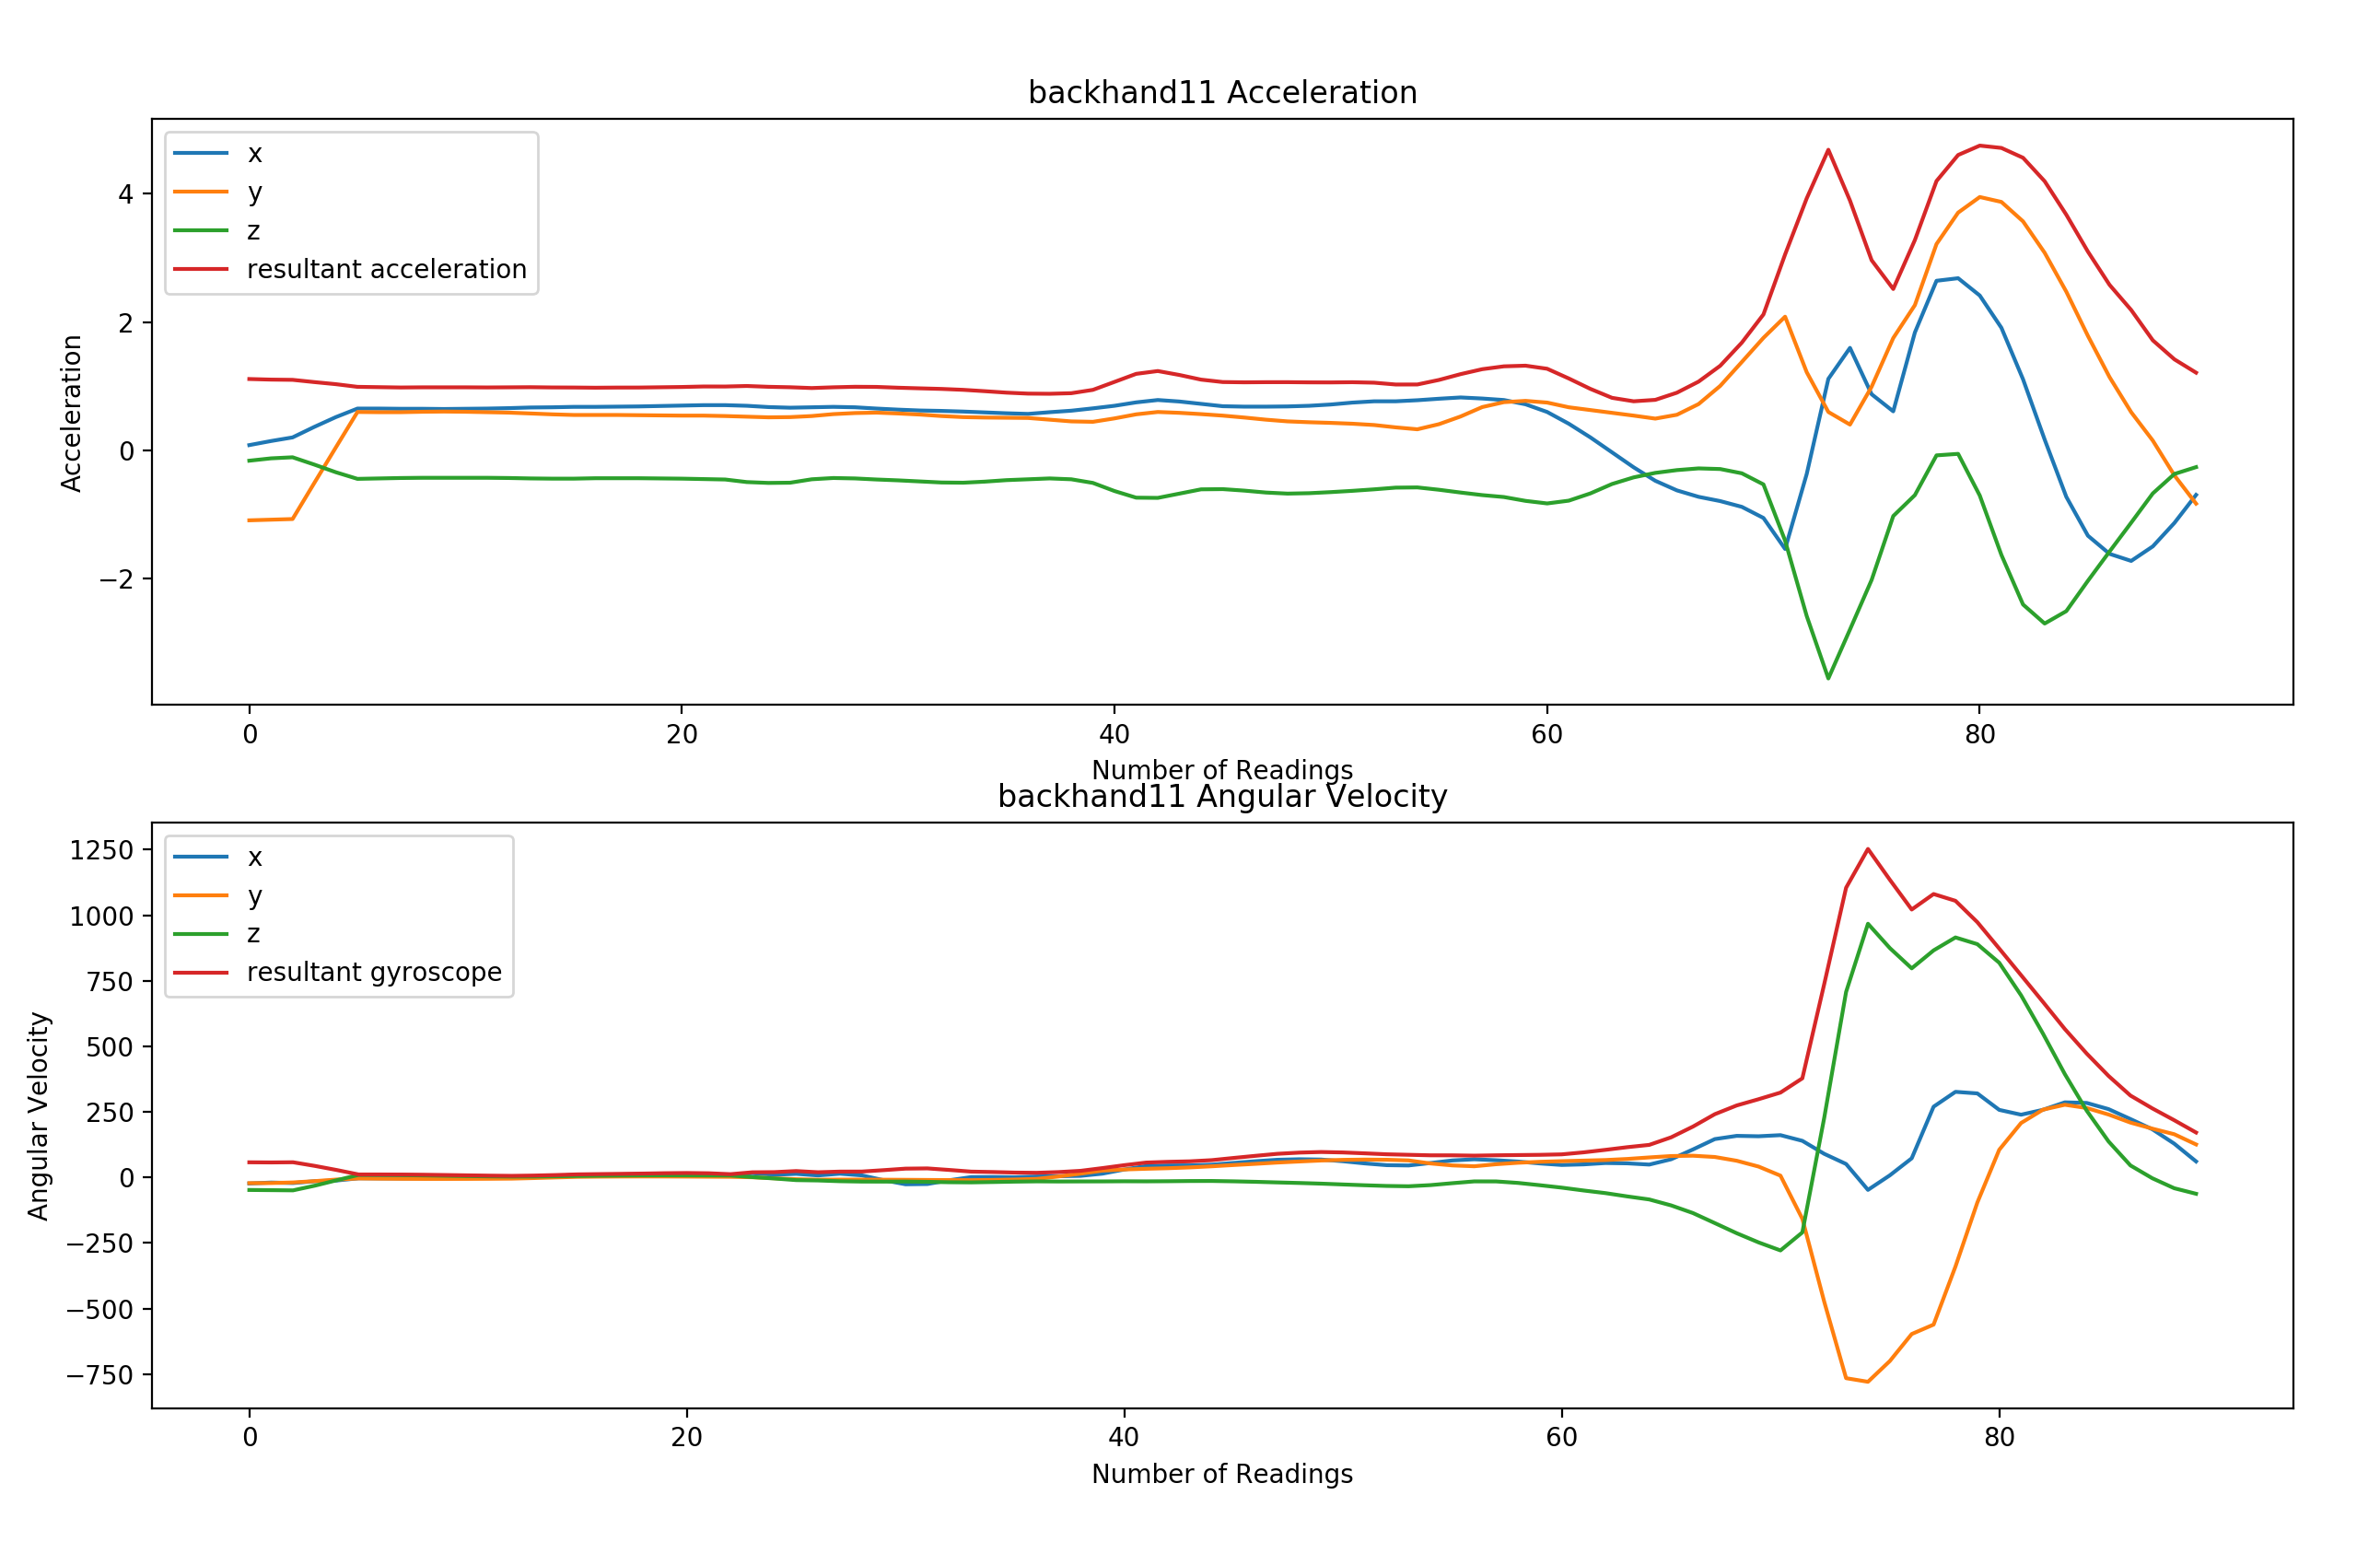 backhand11 Acceleration
x
y
z
resultant acceleration
Acceleration
4
2
0
−2
0 20 40 60 80
Number of Readings
backhand11 Angular Velocity
x
y
z
resultant gyroscope
Angular Velocity
1250
1000
750
500
250
0
−250
−500
−750
0 20 40 60 80
Number of Readings